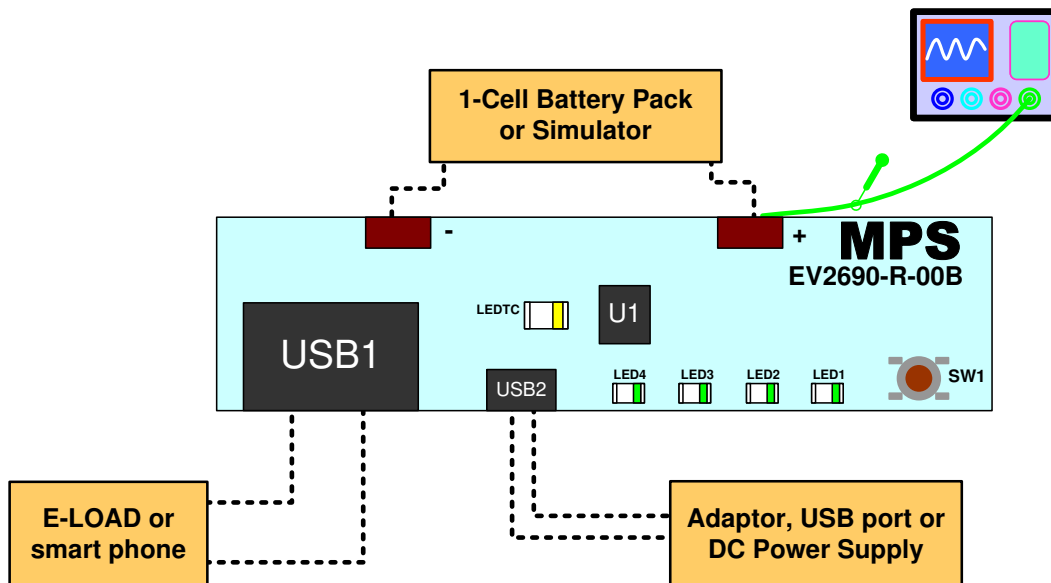 1-Cell Battery Pack
or Simulator
-
+
MPS
EV2690-R-00B
LEDTC
U1
USB1
USB2
LED4
LED3
LED2
LED1
SW1
E-LOAD or
smart phone
Adaptor, USB port or
DC Power Supply